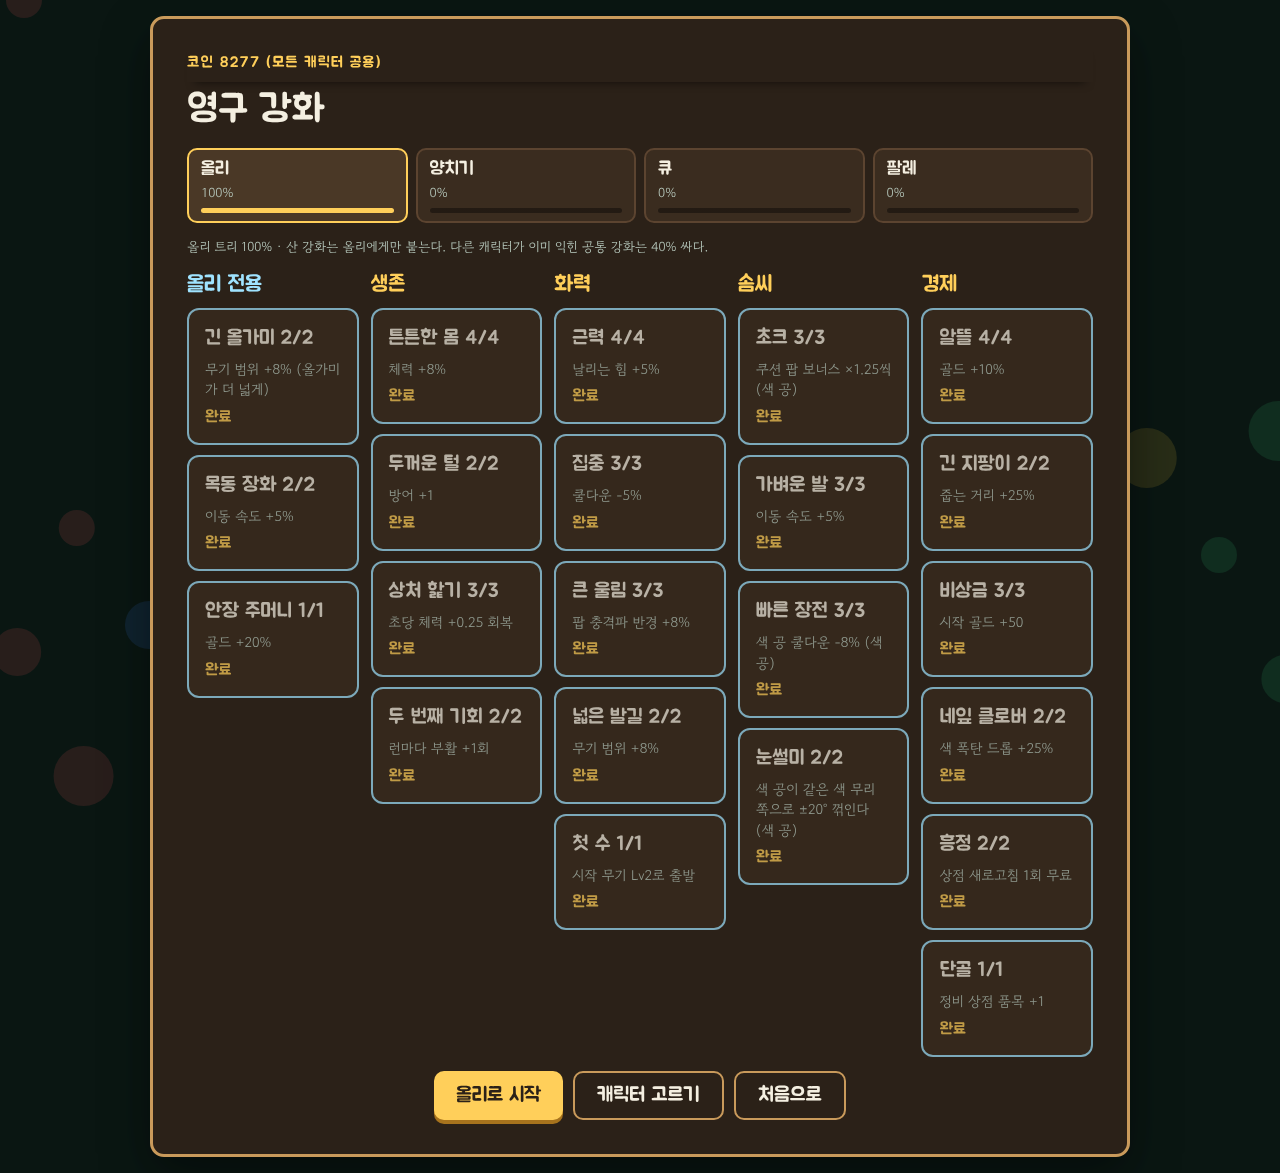 코인 8277 (모든 캐릭터 공용)
영구 강화
올리
100%
양치기
0%
큐
0%
팔레
0%
올리 트리 100% · 산 강화는 올리에게만 붙는다. 다른 캐릭터가 이미 익힌 공통 강화는 40% 싸다.
올리 전용
긴 올가미 2/2
무기 범위 +8% (올가미
가 더 넓게)
완료
목동 장화 2/2
이동 속도 +5%
완료
안장 주머니 1/1
골드 +20%
완료
생존
튼튼한 몸 4/4
체력 +8%
완료
두꺼운 털 2/2
방어 +1
완료
상처 핥기 3/3
초당 체력 +0.25 회복
완료
두 번째 기회 2/2
런마다 부활 +1회
완료
화력
근력 4/4
날리는 힘 +5%
완료
집중 3/3
쿨다운 -5%
완료
큰 울림 3/3
팝 충격파 반경 +8%
완료
넓은 발길 2/2
무기 범위 +8%
완료
첫 수 1/1
시작 무기 Lv2로 출발
완료
솜씨
초크 3/3
쿠션 팝 보너스 ×1.25씩
(색 공)
완료
가벼운 발 3/3
이동 속도 +5%
완료
빠른 장전 3/3
색 공 쿨다운 -8% (색
공)
완료
눈썰미 2/2
색 공이 같은 색 무리
쪽으로 ±20° 꺾인다
(색 공)
완료
경제
알뜰 4/4
골드 +10%
완료
긴 지팡이 2/2
줍는 거리 +25%
완료
비상금 3/3
시작 골드 +50
완료
네잎 클로버 2/2
색 폭탄 드롭 +25%
완료
흥정 2/2
상점 새로고침 1회 무료
완료
단골 1/1
정비 상점 품목 +1
완료
올리로 시작
캐릭터 고르기
처음으로